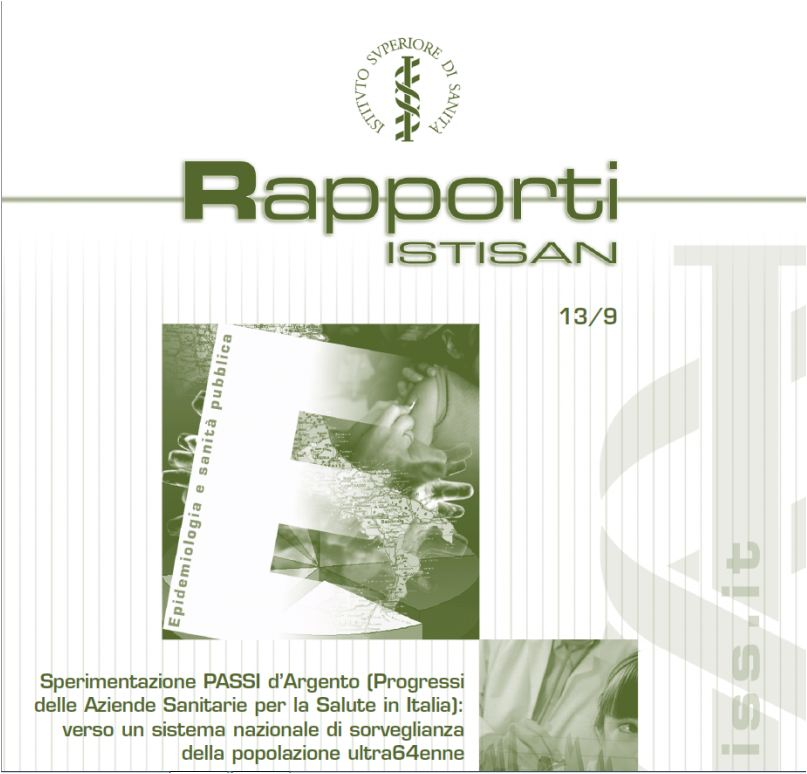 ISTITVTO SVPERIORE DI SANITÀ
Rapporti
ISTISAN
13/9
Epidemiologia e sanità pubblica
Sperimentazione PASSI d'Argento (Progressi
delle Aziende Sanitarie per la Salute in Italia):
verso un sistema nazionale di sorveglianza
della popolazione ultra64enne
iss.it